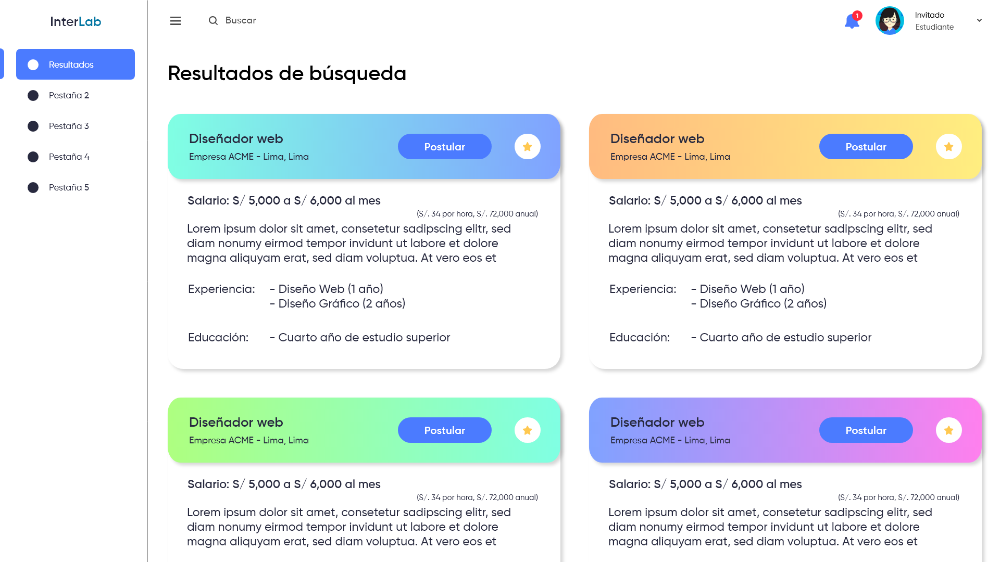 InterLab
Buscar
1
Invitado
Estudiante
Resultados
Pestaña 2
Pestaña 3
Pestaña 4
Pestaña 5
Resultados de búsqueda
Diseñador web
Empresa ACME - Lima, Lima
Postular
Salario: S/ 5,000 a S/ 6,000 al mes
(S/. 34 por hora, S/. 72,000 anual)
Lorem ipsum dolor sit amet, consetetur sadipscing elitr, sed
diam nonumy eirmod tempor invidunt ut labore et dolore
magna aliquyam erat, sed diam voluptua. At vero eos et
Experiencia: - Diseño Web (1 año)
- Diseño Gráfico (2 años)
Educación: - Cuarto año de estudio superior
Diseñador web
Empresa ACME - Lima, Lima
Postular
Salario: S/ 5,000 a S/ 6,000 al mes
(S/. 34 por hora, S/. 72,000 anual)
Lorem ipsum dolor sit amet, consetetur sadipscing elitr, sed
diam nonumy eirmod tempor invidunt ut labore et dolore
magna aliquyam erat, sed diam voluptua. At vero eos et
Experiencia: - Diseño Web (1 año)
- Diseño Gráfico (2 años)
Educación: - Cuarto año de estudio superior
Diseñador web
Empresa ACME - Lima, Lima
Postular
Salario: S/ 5,000 a S/ 6,000 al mes
(S/. 34 por hora, S/. 72,000 anual)
Lorem ipsum dolor sit amet, consetetur sadipscing elitr, sed
diam nonumy eirmod tempor invidunt ut labore et dolore
magna aliquyam erat, sed diam voluptua. At vero eos et
Diseñador web
Empresa ACME - Lima, Lima
Postular
Salario: S/ 5,000 a S/ 6,000 al mes
(S/. 34 por hora, S/. 72,000 anual)
Lorem ipsum dolor sit amet, consetetur sadipscing elitr, sed
diam nonumy eirmod tempor invidunt ut labore et dolore
magna aliquyam erat, sed diam voluptua. At vero eos et